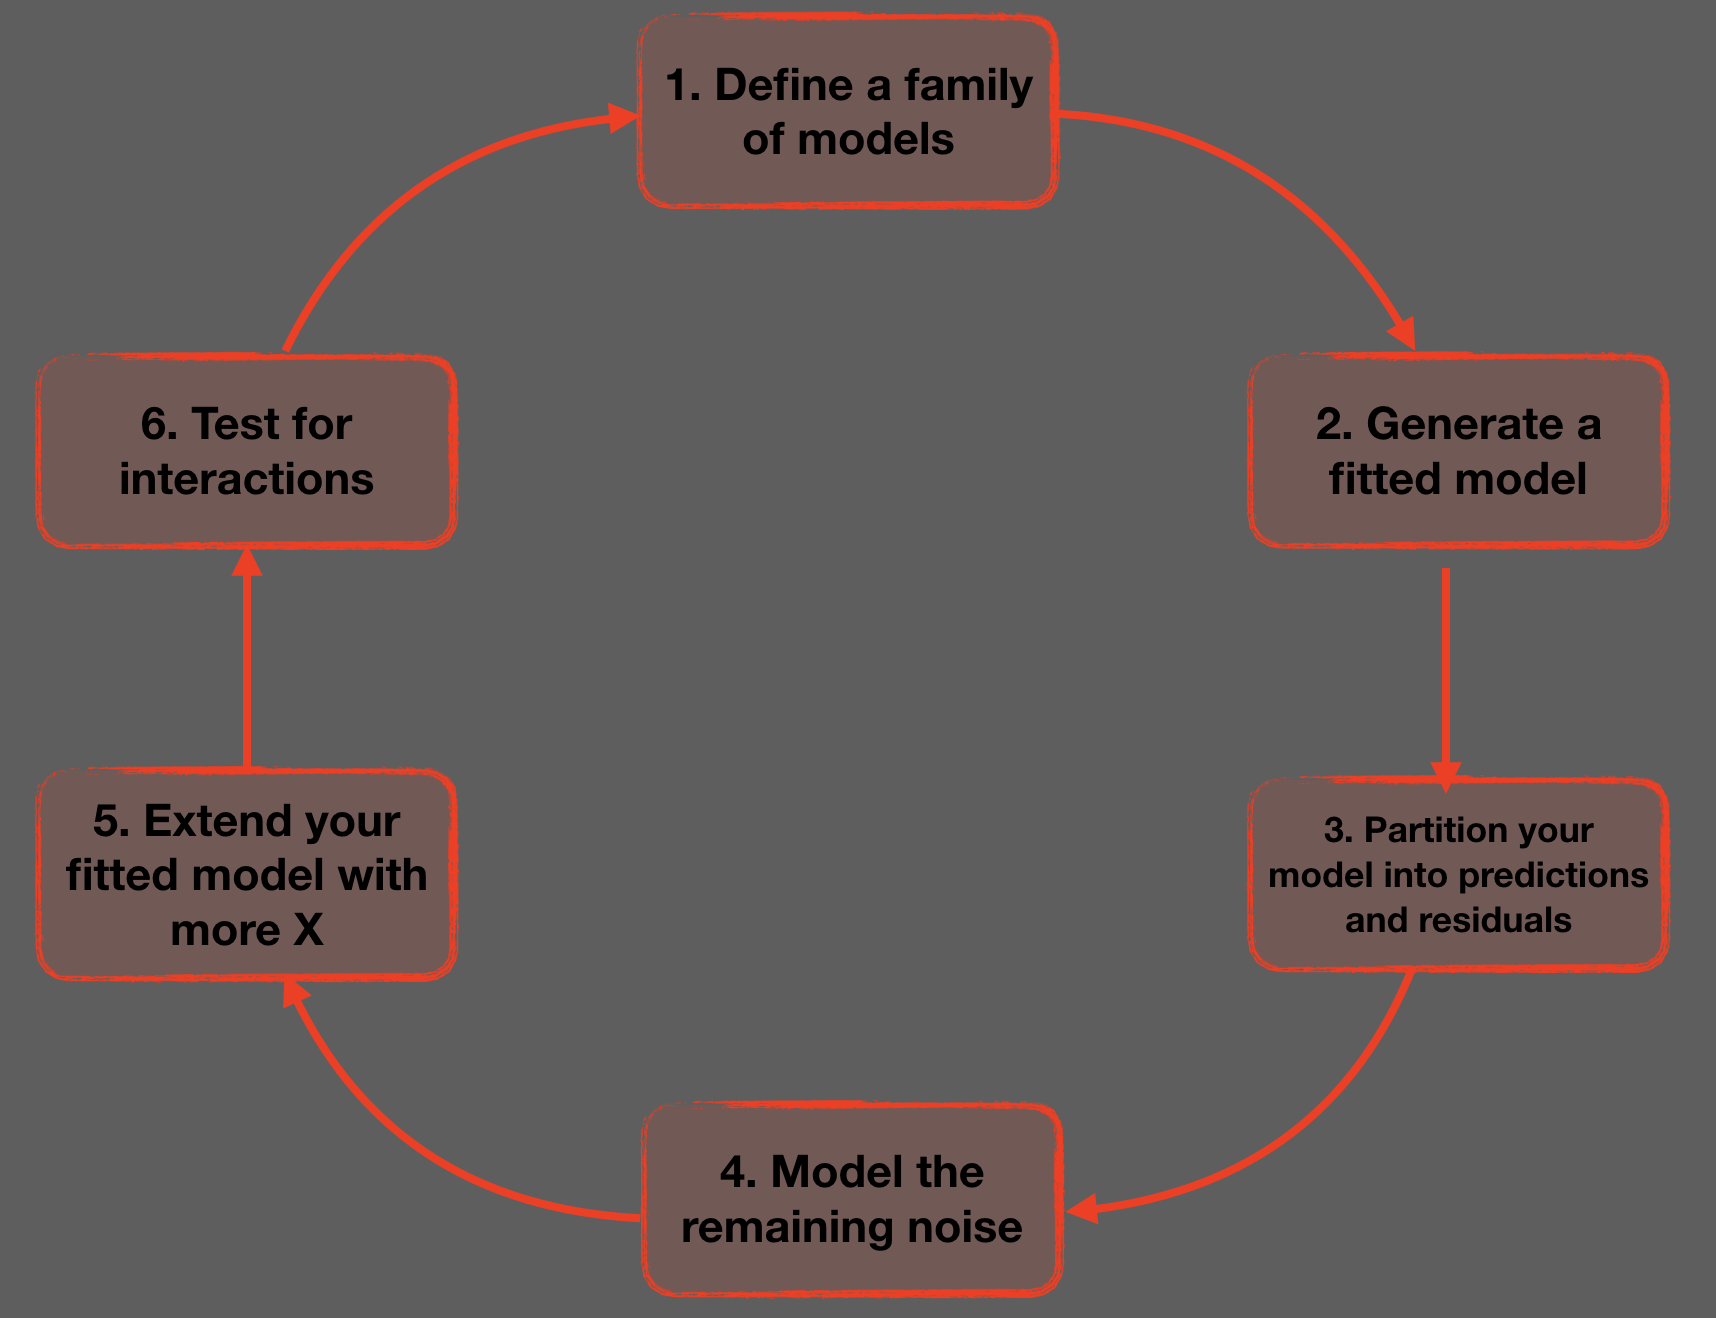 1. Define a family
of models
2. Generate a
fitted model
3. Partition your
model into predictions
and residuals
4. Model the
remaining noise
5. Extend your
fitted model with
more X
6. Test for
interactions